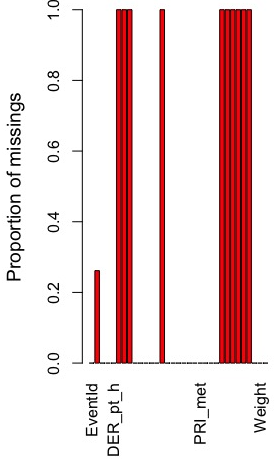 Proportion of missings
1.0
0.8
0.6
0.4
0.2
0.0
EventId
DER_pt_h
PRI_met
Weight